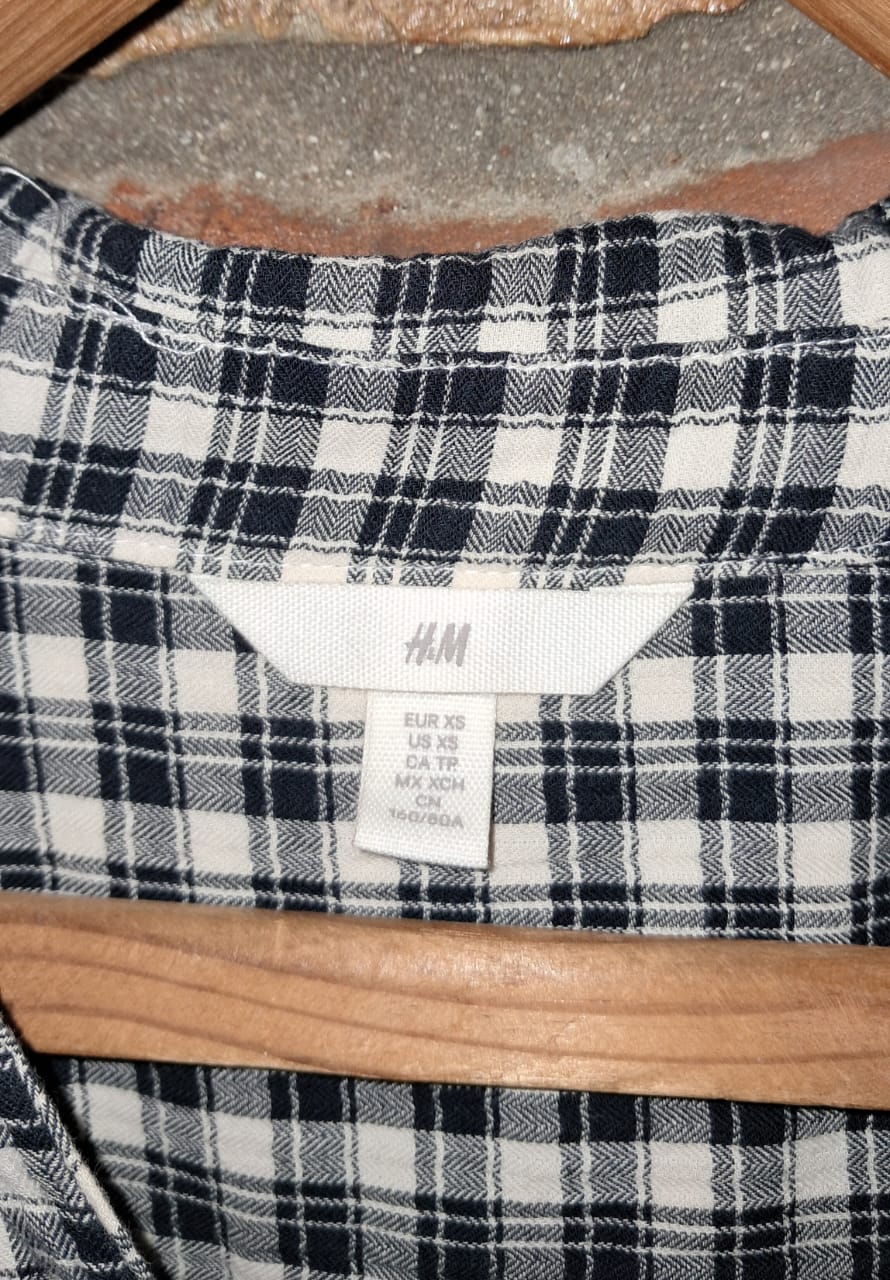 H&M
EUR XS
US XS
CA TP
MX XCH
CN
160/80A